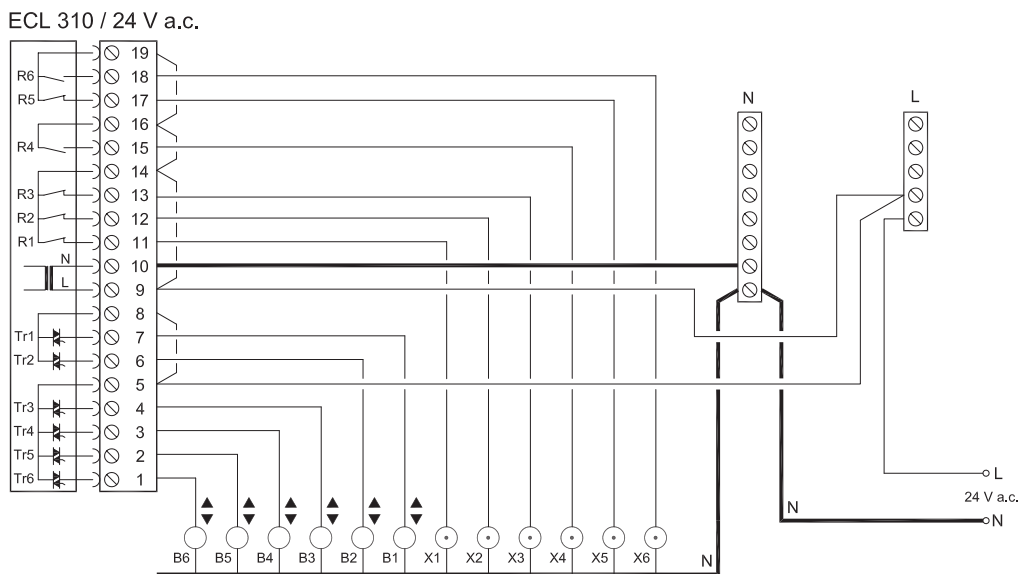 ECL 310 / 24 V a.c.
19
R6 18
R5 17
16
R4 15
14
R3 13
R2 12
R1 11
N 10
L 9
8
Tr1 7
Tr2 6
5
Tr3 4
Tr4 3
Tr5 2
Tr6 1
N
L
L
24 V a.c.
N
N
N
B6 B5 B4 B3 B2 B1 X1 X2 X3 X4 X5 X6